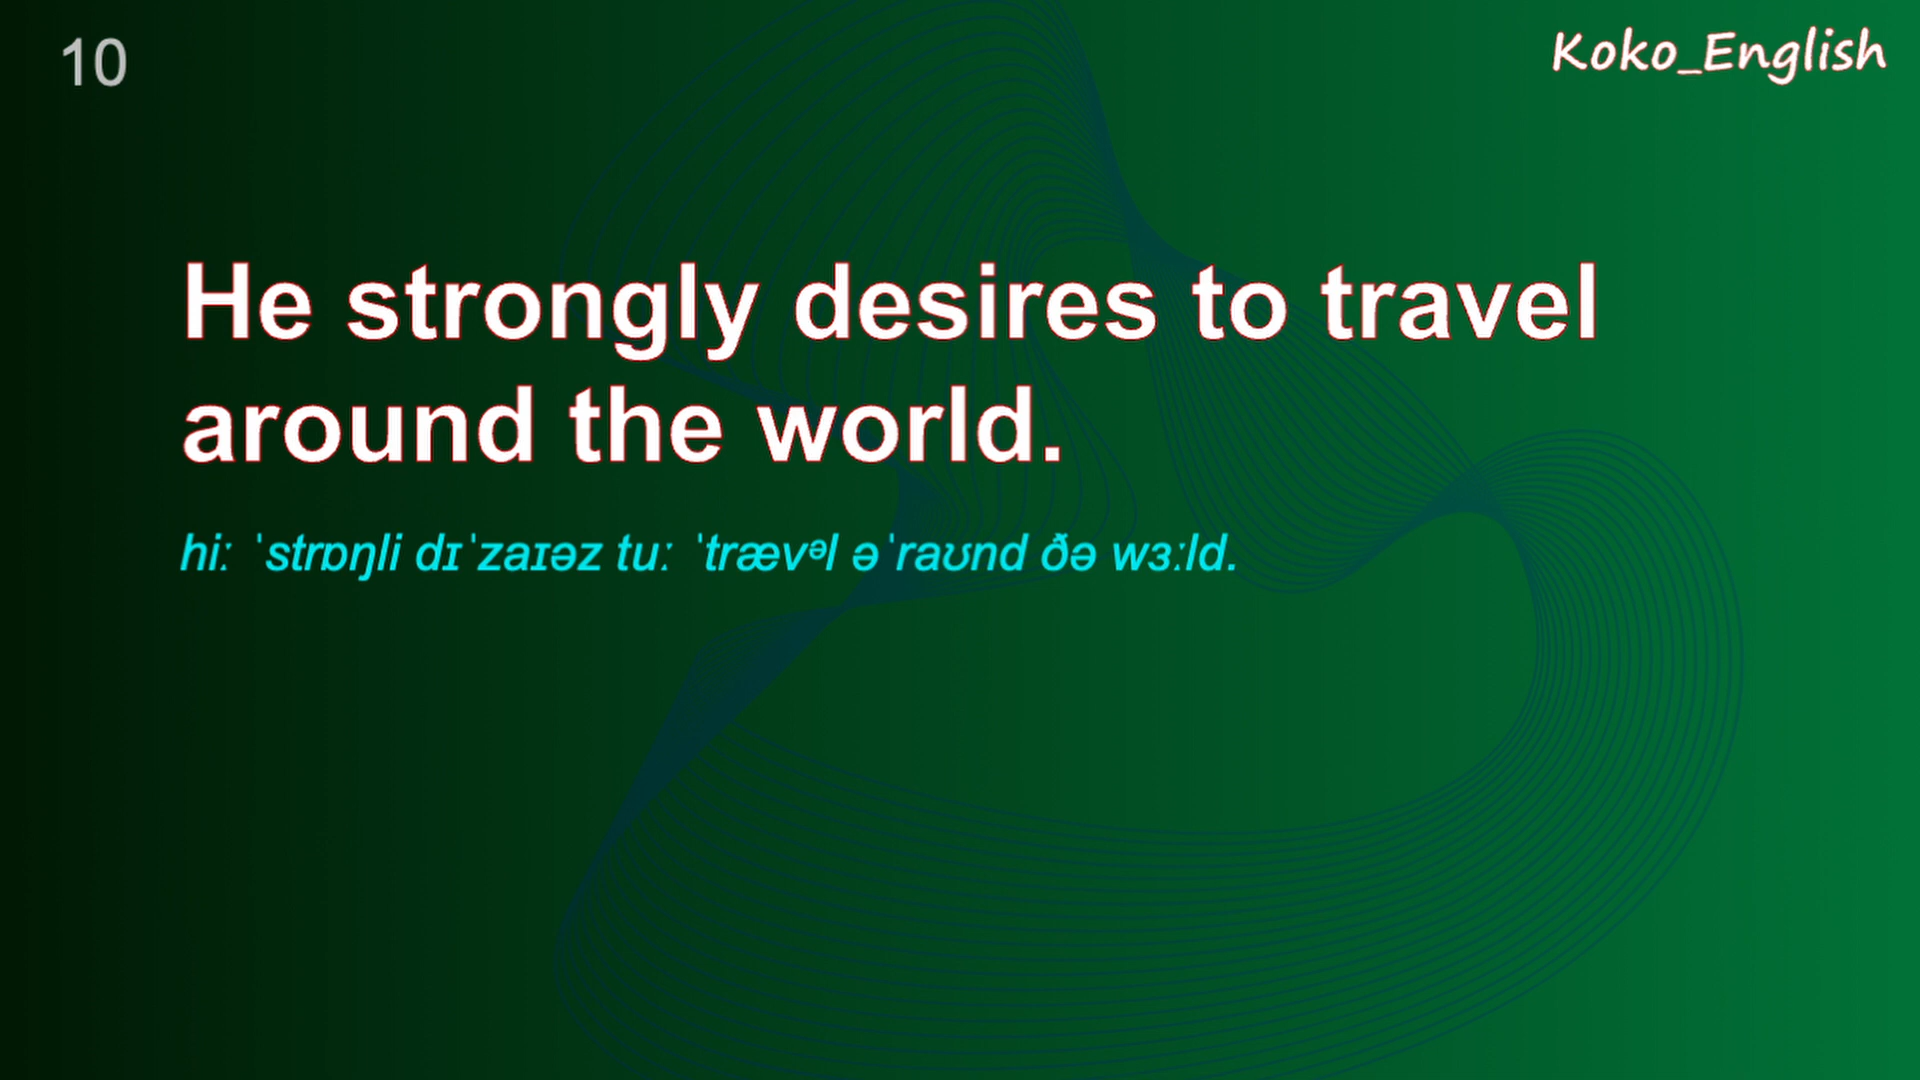 10
Koko_English
He strongly desires to travel
around the world.
hiː ˈstrɒŋli dɪˈzaɪəz tuː ˈtrævᵊl əˈraʊnd ðə wɜːld.